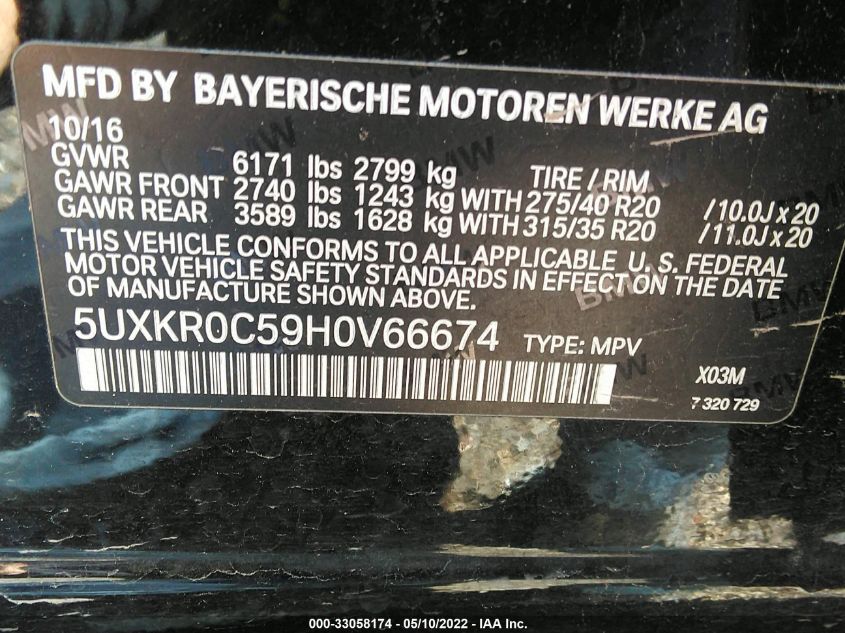 MFD BY BAYERISCHE MOTOREN WERKE AG
10/16
GVWR 6171 lbs 2799 kg TIRE / RIM
GAWR FRONT 2740 lbs 1243 kg WITH 275/40 R20 /10.0J x 20
GAWR REAR 3589 lbs 1628 kg WITH 315/35 R20 /11.0J x 20
THIS VEHICLE CONFORMS TO ALL APPLICABLE U. S. FEDERAL
MOTOR VEHICLE SAFETY STANDARDS IN EFFECT ON THE DATE
OF MANUFACTURE SHOWN ABOVE.
5UXKR0C59H0V66674 TYPE: MPV
X03M
7 320 729
000-33058174 - 05/10/2022 - IAA Inc.